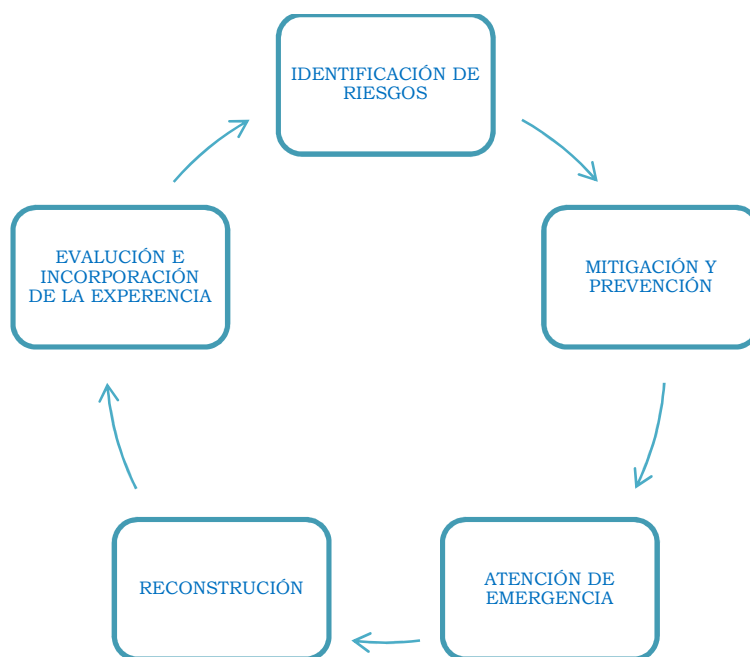 IDENTIFICACIÓN DE
RIESGOS
MITIGACIÓN Y
PREVENCIÓN
ATENCIÓN DE
EMERGENCIA
RECONSTRUCIÓN
EVALUCIÓN E
INCORPORACIÓN
DE LA EXPERENCIA